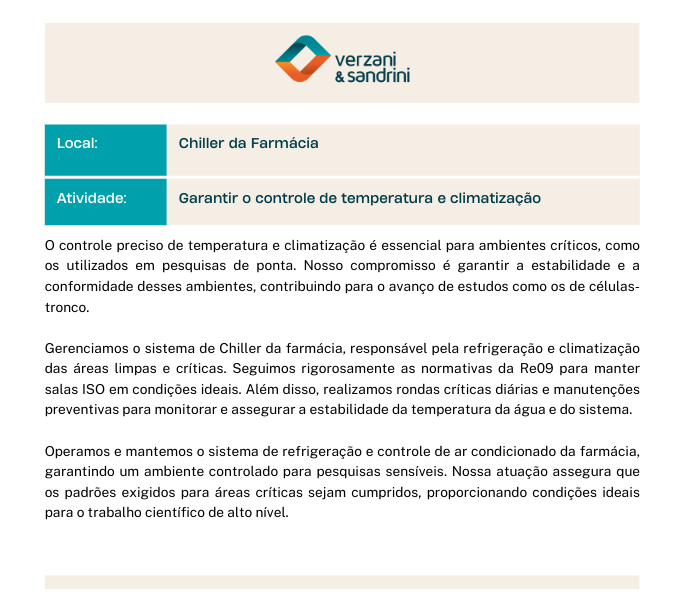 verzani
& sandrini
Local:
Chiller da Farmácia
Atividade:
Garantir o controle de temperatura e climatização
O controle preciso de temperatura e climatização é essencial para ambientes críticos, como
os utilizados em pesquisas de ponta. Nosso compromisso é garantir a estabilidade e a
conformidade desses ambientes, contribuindo para o avanço de estudos como os de células-
tronco.
Gerenciamos o sistema de Chiller da farmácia, responsável pela refrigeração e climatização
das áreas limpas e críticas. Seguimos rigorosamente as normativas da Re09 para manter
salas ISO em condições ideais. Além disso, realizamos rondas críticas diárias e manutenções
preventivas para monitorar e assegurar a estabilidade da temperatura da água e do sistema.
Operamos e mantemos o sistema de refrigeração e controle de ar condicionado da farmácia,
garantindo um ambiente controlado para pesquisas sensíveis. Nossa atuação assegura que
os padrões exigidos para áreas críticas sejam cumpridos, proporcionando condições ideais
para o trabalho científico de alto nível.